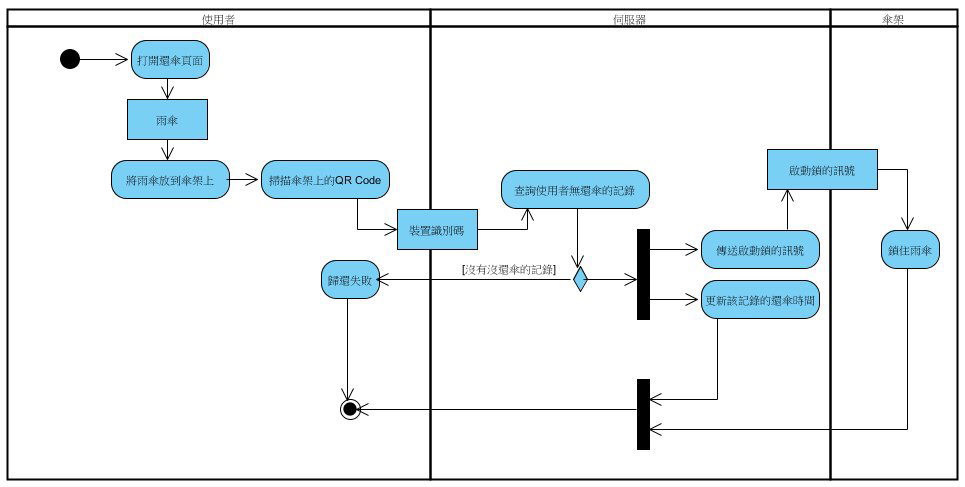 使用者
伺服器
傘架
打開還傘頁面
雨傘
將雨傘放到傘架上
掃描傘架上的QR Code
裝置識別碼
查詢使用者無還傘的記錄
[沒有沒還傘的記錄]
歸還失敗
啟動鎖的訊號
傳送啟動鎖的訊號
更新該記錄的還傘時間
鎖住雨傘